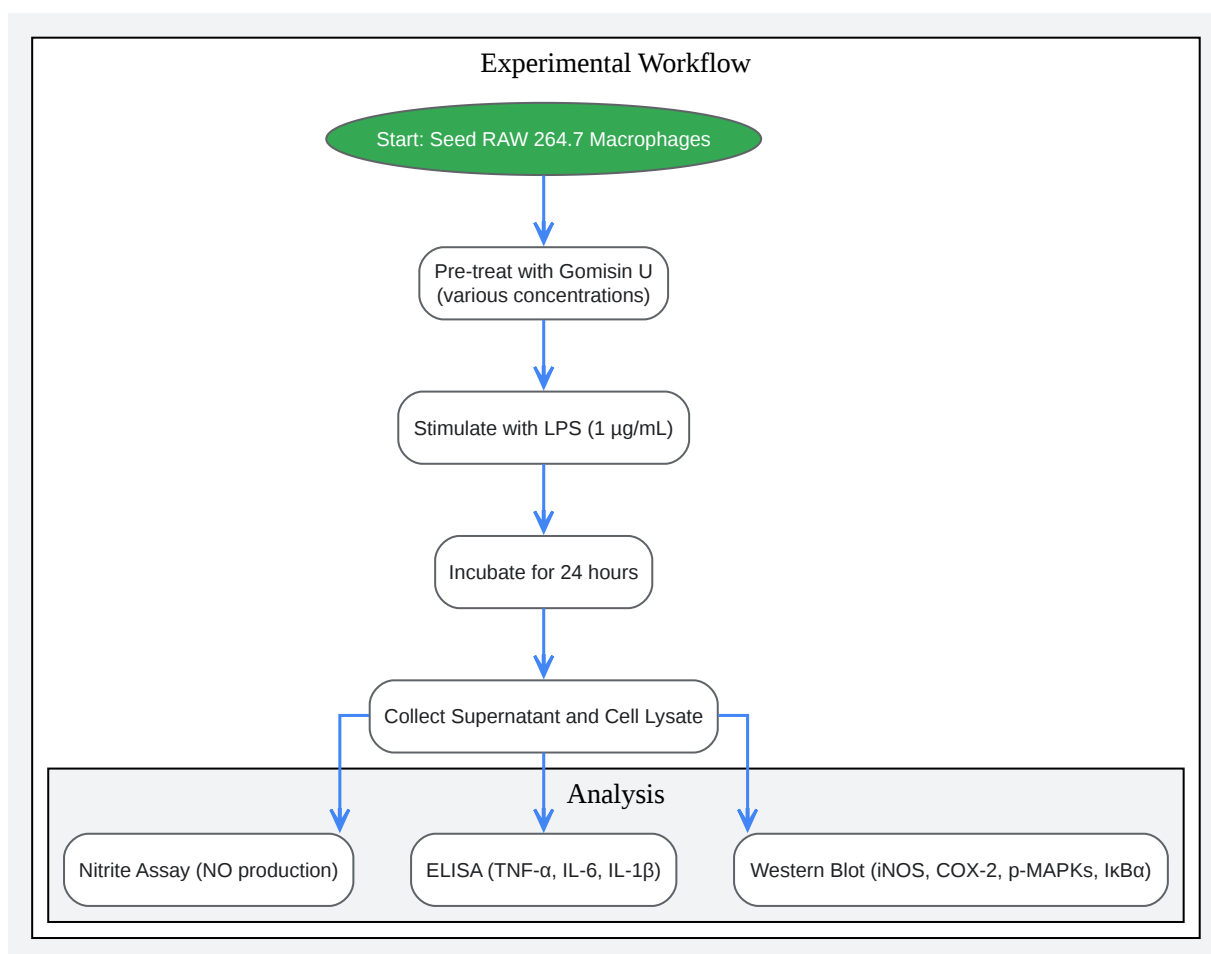 Experimental Workflow
Start: Seed RAW 264.7 Macrophages
Pre-treat with Gomisin U
(various concentrations)
Stimulate with LPS (1 µg/mL)
Incubate for 24 hours
Collect Supernatant and Cell Lysate
Analysis
Nitrite Assay (NO production)
ELISA (TNF-α, IL-6, IL-1β)
Western Blot (iNOS, COX-2, p-MAPKs, IκBα)